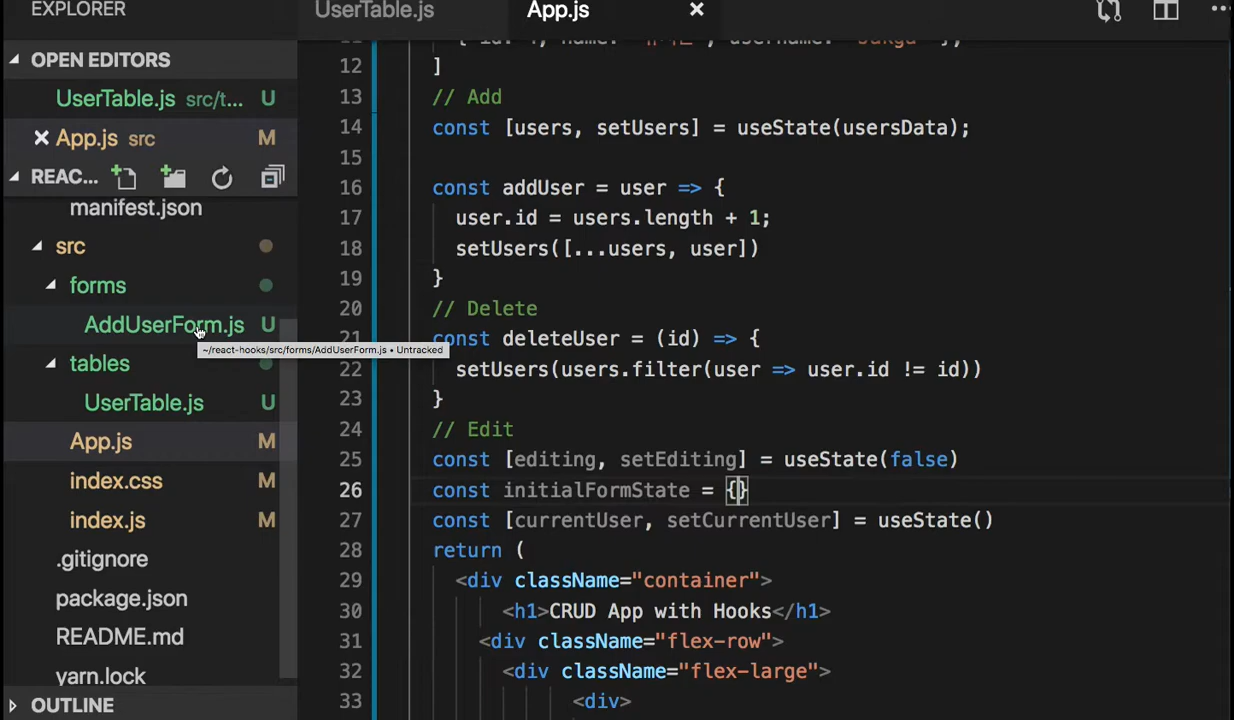 EXPLORER
UserTable.js
App.js
OPEN EDITORS
UserTable.js src/t... U
App.js src M
REAC...
manifest.json
src
forms
AddUserForm.js U
~/react-hooks/src/forms/AddUserForm.js • Untracked
tables
UserTable.js U
App.js M
index.css M
index.js M
.gitignore
package.json
README.md
yarn.lock
OUTLINE
12 ]
13 // Add
14 const [users, setUsers] = useState(usersData);
15
16 const addUser = user => {
17 user.id = users.length + 1;
18 setUsers([...users, user])
19 }
20 // Delete
21 const deleteUser = (id) => {
22 setUsers(users.filter(user => user.id != id))
23 }
24 // Edit
25 const [editing, setEditing] = useState(false)
26 const initialFormState = {}
27 const [currentUser, setCurrentUser] = useState()
28 return (
29 <div className="container">
30 <h1>CRUD App with Hooks</h1>
31 <div className="flex-row">
32 <div className="flex-large">
33 <div>